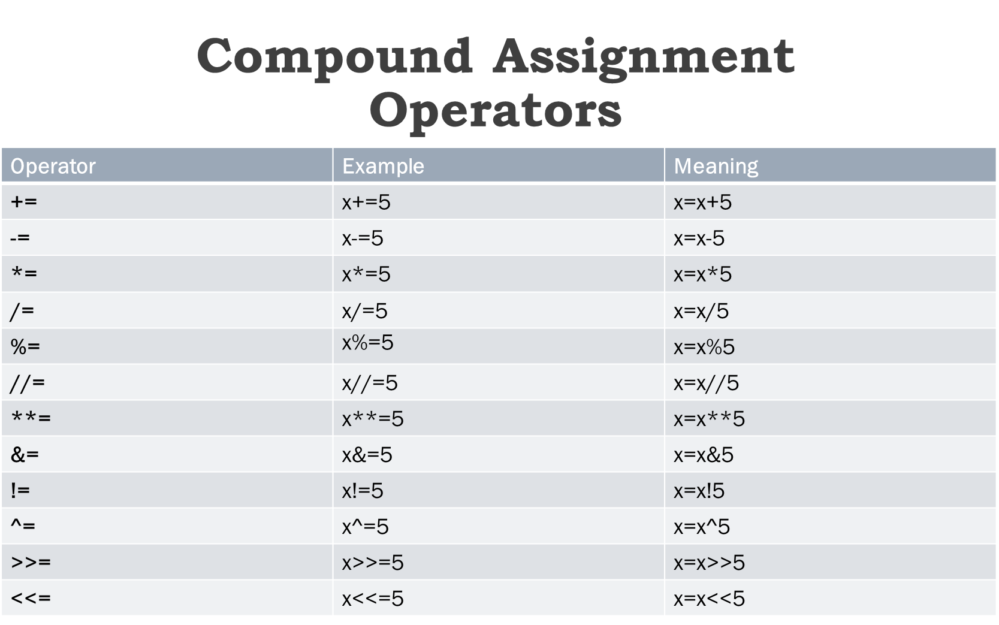 Compound Assignment
Operators
Operator Example Meaning
+= x+=5 x=x+5
-= x-=5 x=x-5
*= x*=5 x=x*5
/= x/=5 x=x/5
%= x%=5 x=x%5
//= x//=5 x=x//5
**= x**=5 x=x**5
&= x&=5 x=x&5
!= x!=5 x=x!5
^= x^=5 x=x^5
>>= x>>=5 x=x>>5
<<= x<<=5 x=x<<5